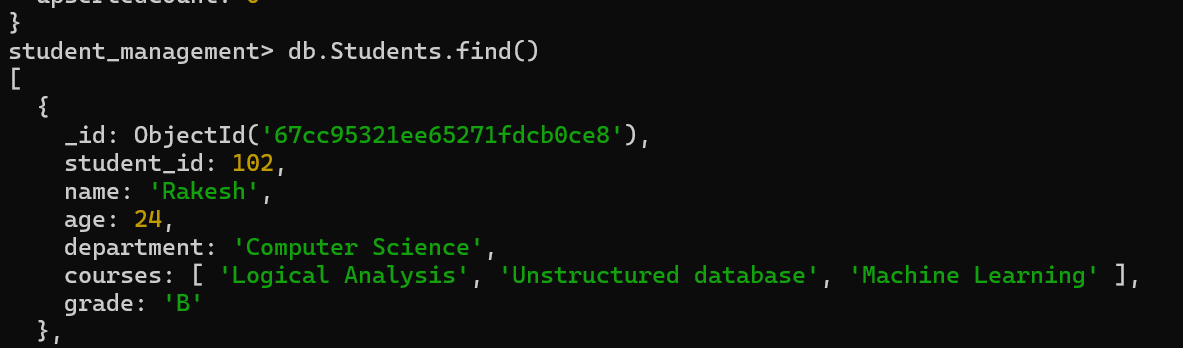 }
student_management> db.Students.find()
[
  {
    _id: ObjectId('67cc95321ee65271fdcb0ce8'),
    student_id: 102,
    name: 'Rakesh',
    age: 24,
    department: 'Computer Science',
    courses: [ 'Logical Analysis', 'Unstructured database', 'Machine Learning' ],
    grade: 'B'
  },